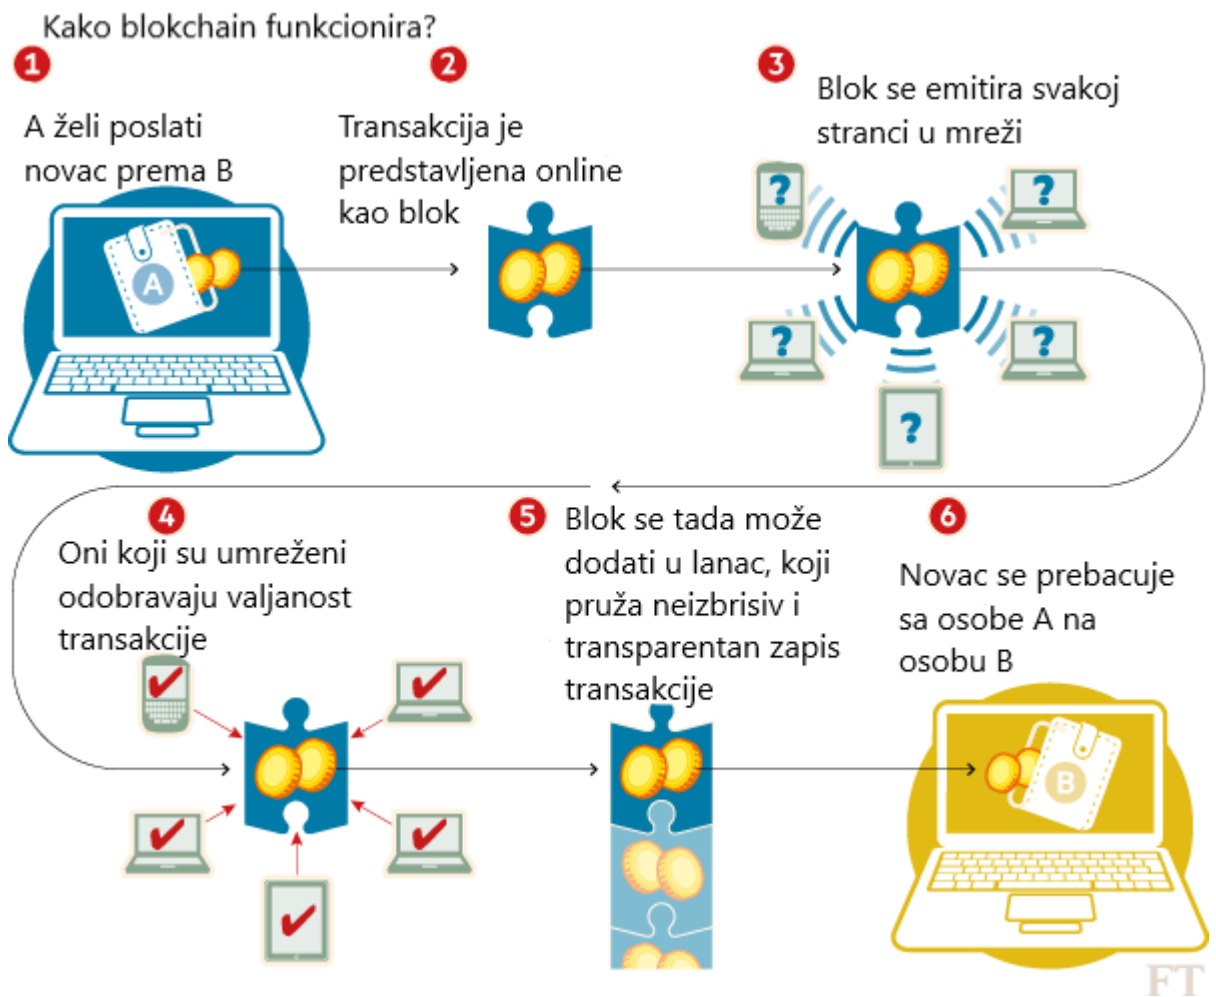 Kako blokchain funkcionira?
1
A želi poslati
novac prema B
A
2
Transakcija je
predstavljena online
kao blok
3
Blok se emitira svakoj
stranci u mreži
?
?
?
?
?
4
Oni koji su umreženi
odobravaju valjanost
transakcije
5
Blok se tada može
dodati u lanac, koji
pruža neizbrisiv i
transparentan zapis
transakcije
6
Novac se prebacuje
sa osobe A na
osobu B
B
FT